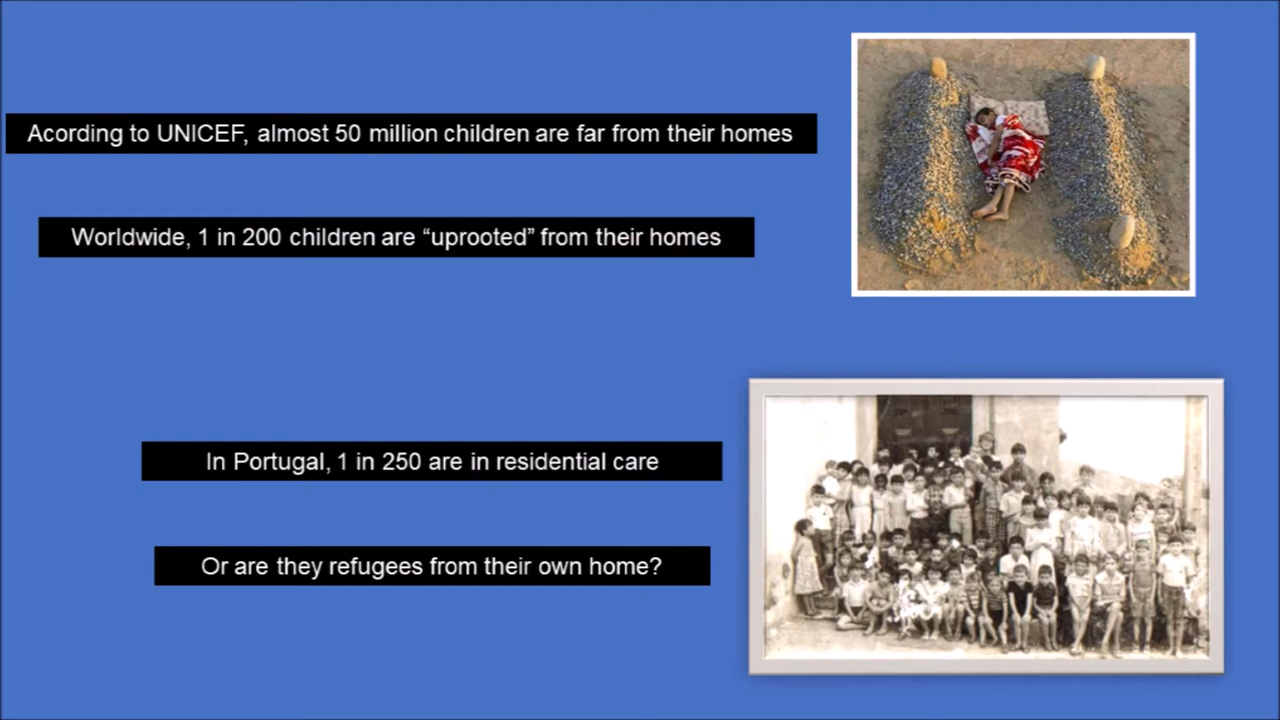 Acording to UNICEF, almost 50 million children are far from their homes
Worldwide, 1 in 200 children are “uprooted” from their homes
In Portugal, 1 in 250 are in residential care
Or are they refugees from their own home?